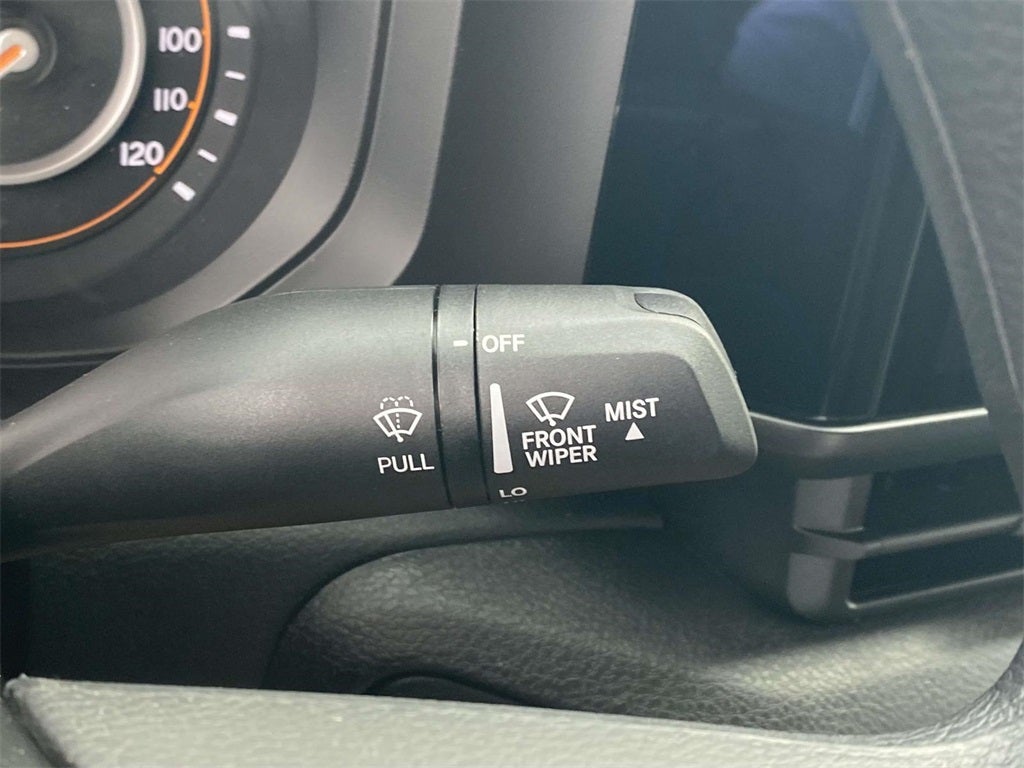 100
110
120
- OFF
MIST
FRONT
WIPER
PULL
LO